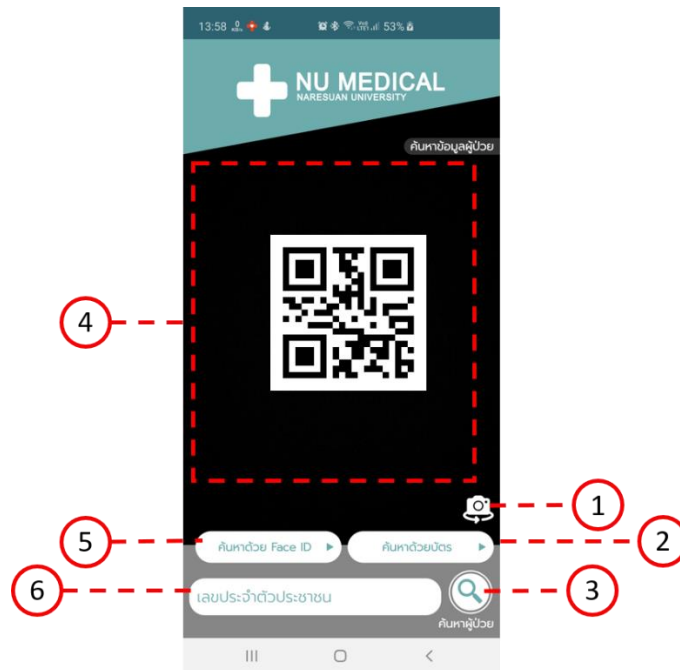 13:58
53%
NU MEDICAL
NARESUAN UNIVERSITY
ค้นหาข้อมูลผู้ป่วย
4
1
5
ค้นหาด้วย Face ID
ค้นหาด้วยบัตร
2
6
เลขประจำตัวประชาชน
3
ค้นหาผู้ป่วย